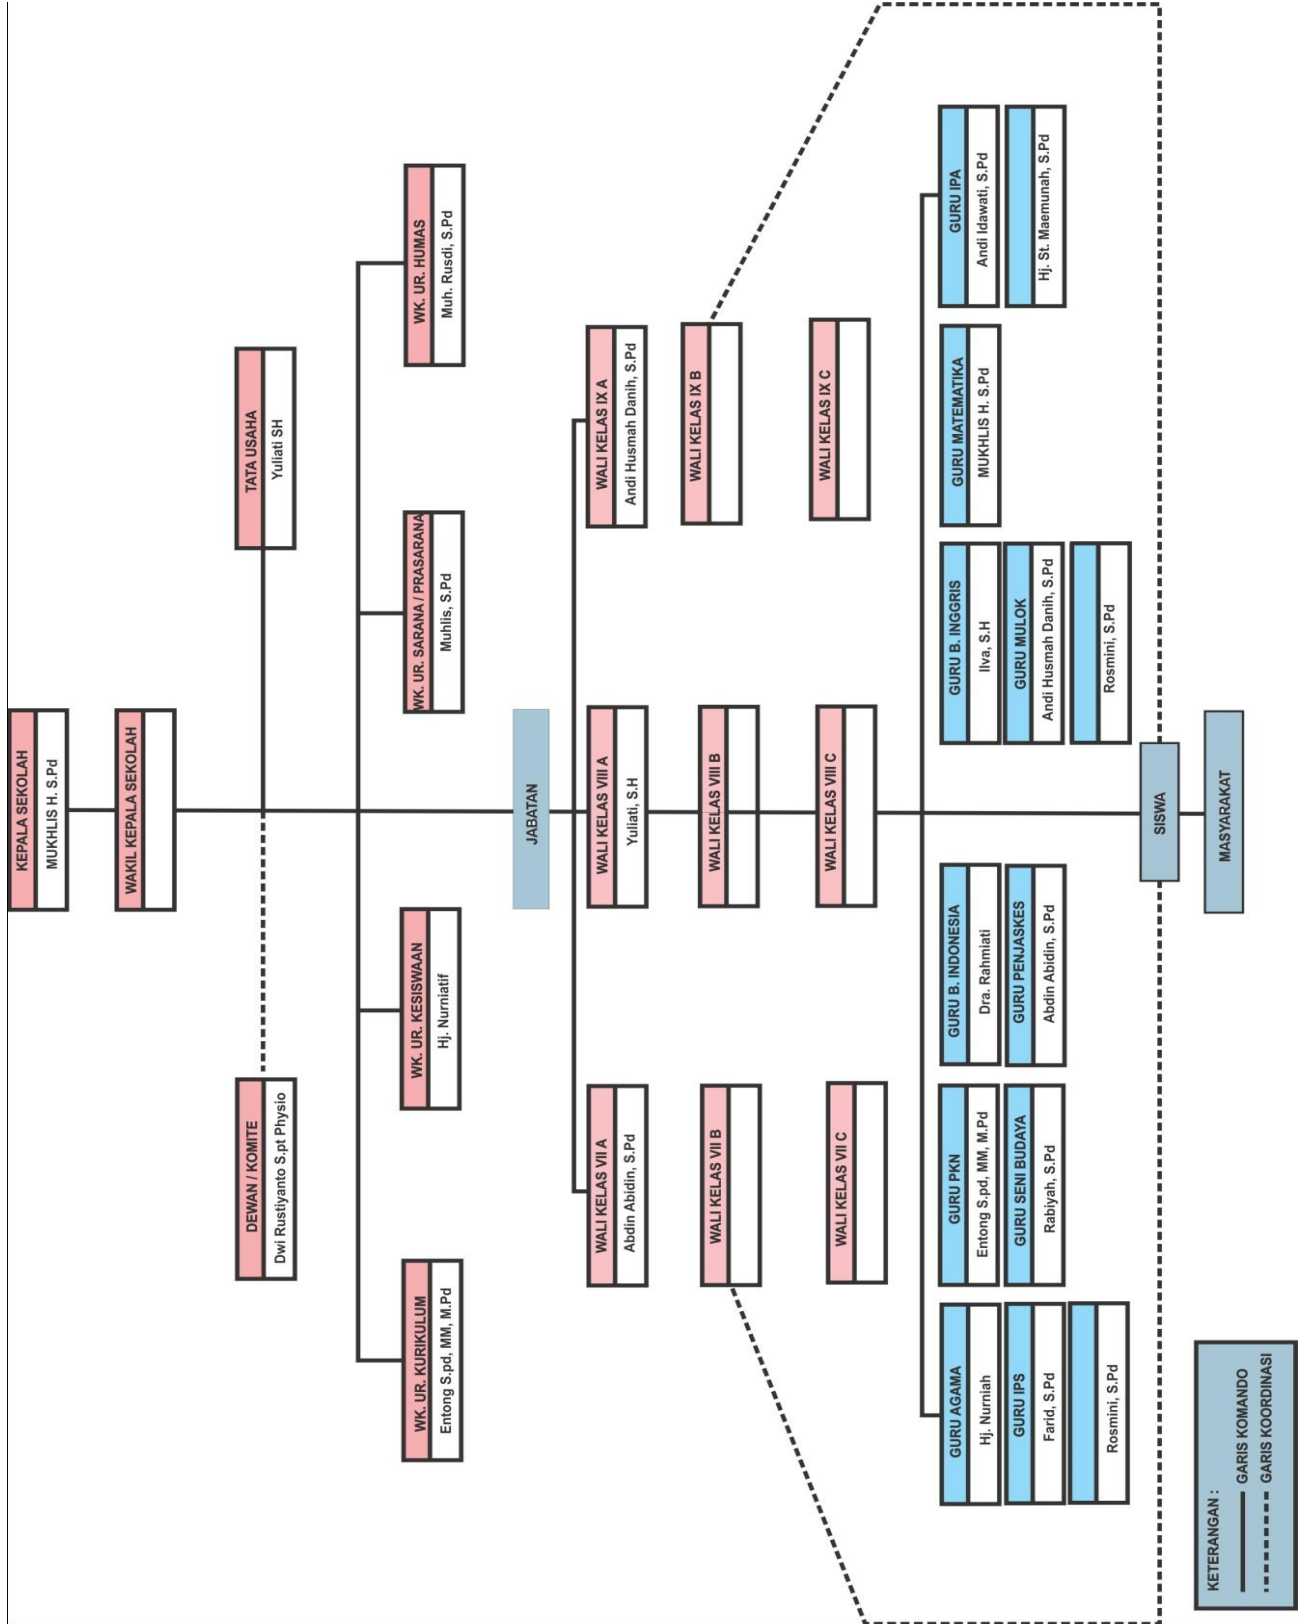 KEPALA SEKOLAH
MUKHLIS H. S.Pd
WAKIL KEPALA SEKOLAH
DEWAN / KOMITE
Dwi Rustiyanto S.pt Physio
TATA USAHA
Yuliati SH
WK. UR. KURIKULUM
Entong S.pd, MM, M.Pd
WK. UR. KESISWAAN
Hj. Nurniatif
WK. UR. SARANA / PRASARANA
Muhlis, S.Pd
WK. UR. HUMAS
Muh. Rusdi, S.Pd
JABATAN
WALI KELAS VII A
Abdin Abidin, S.Pd
WALI KELAS VIII A
Yuliati, S.H
WALI KELAS IX A
Andi Husmah Danih, S.Pd
WALI KELAS VII B
WALI KELAS VIII B
WALI KELAS IX B
WALI KELAS VII C
WALI KELAS VIII C
WALI KELAS IX C
GURU AGAMA
Hj. Nurniah
GURU PKN
Entong S.pd, MM, M.Pd
GURU B. INDONESIA
Dra. Rahmiati
GURU B. INGGRIS
Ilva, S.H
GURU MATEMATIKA
MUKHLIS H. S.Pd
GURU IPA
Andi Idawati, S.Pd
GURU IPS
Farid, S.Pd
GURU SENI BUDAYA
Rabiyah, S.Pd
GURU PENJASKES
Abdin Abidin, S.Pd
GURU MULOK
Andi Husmah Danih, S.Pd
Hj. St. Maemunah, S.Pd
Rosmini, S.Pd
Rosmini, S.Pd
SISWA
MASYARAKAT
KETERANGAN :
GARIS KOMANDO
GARIS KOORDINASI